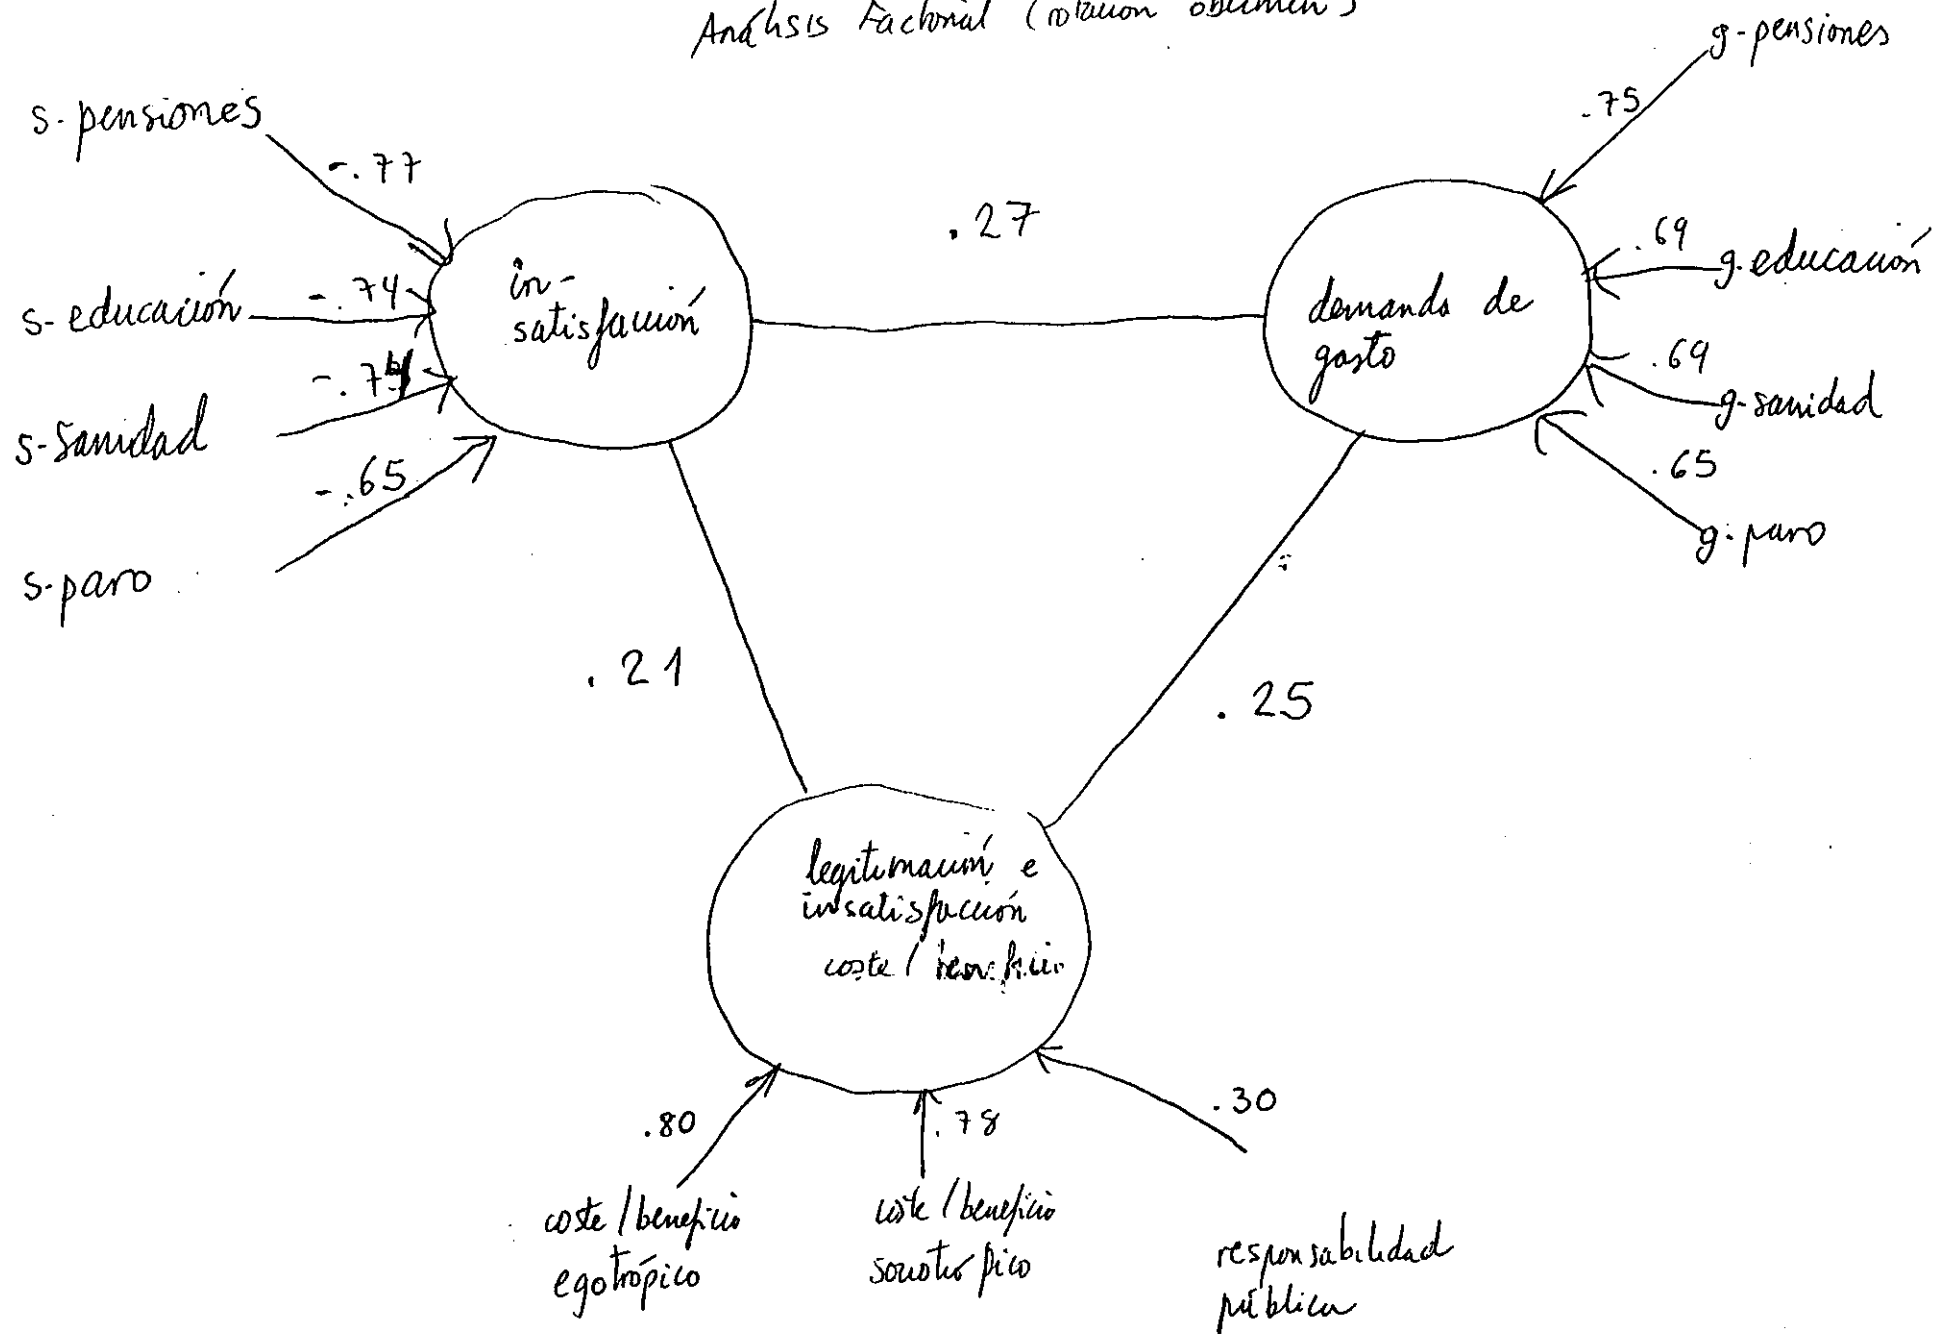 Análisis Factorial (rotación oblimin)
g-pensiones
.75
s-pensiones
-.77
.27
in-
satisfacción
demanda de
gasto
.69
g-educación
s-educación
-.74
.69
g-sanidad
s-sanidad
.65
g-paro
-.65
s-paro
.21
.25
legitimación e
insatisfacción
coste / beneficio
.80
.78
.30
coste / beneficio
egotrópico
coste / beneficio
sociotrópico
responsabilidad
pública